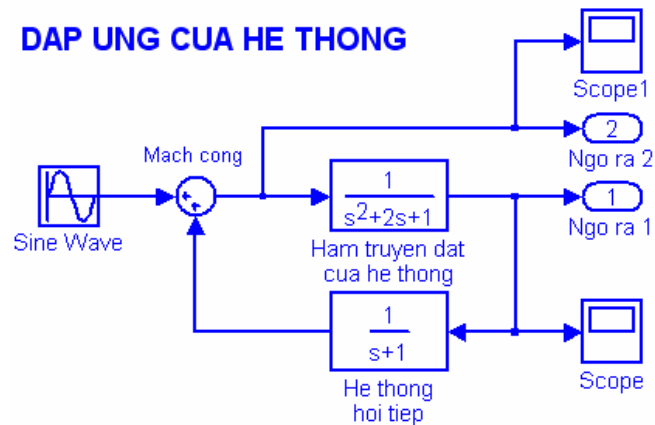 DAP UNG CUA HE THONG
Scope1
2
Ngo ra 2
Mach cong
Sine Wave
1
s²+2s+1
Ham truyen dat
cua he thong
1
Ngo ra 1
1
s+1
He thong
hoi tiep
Scope